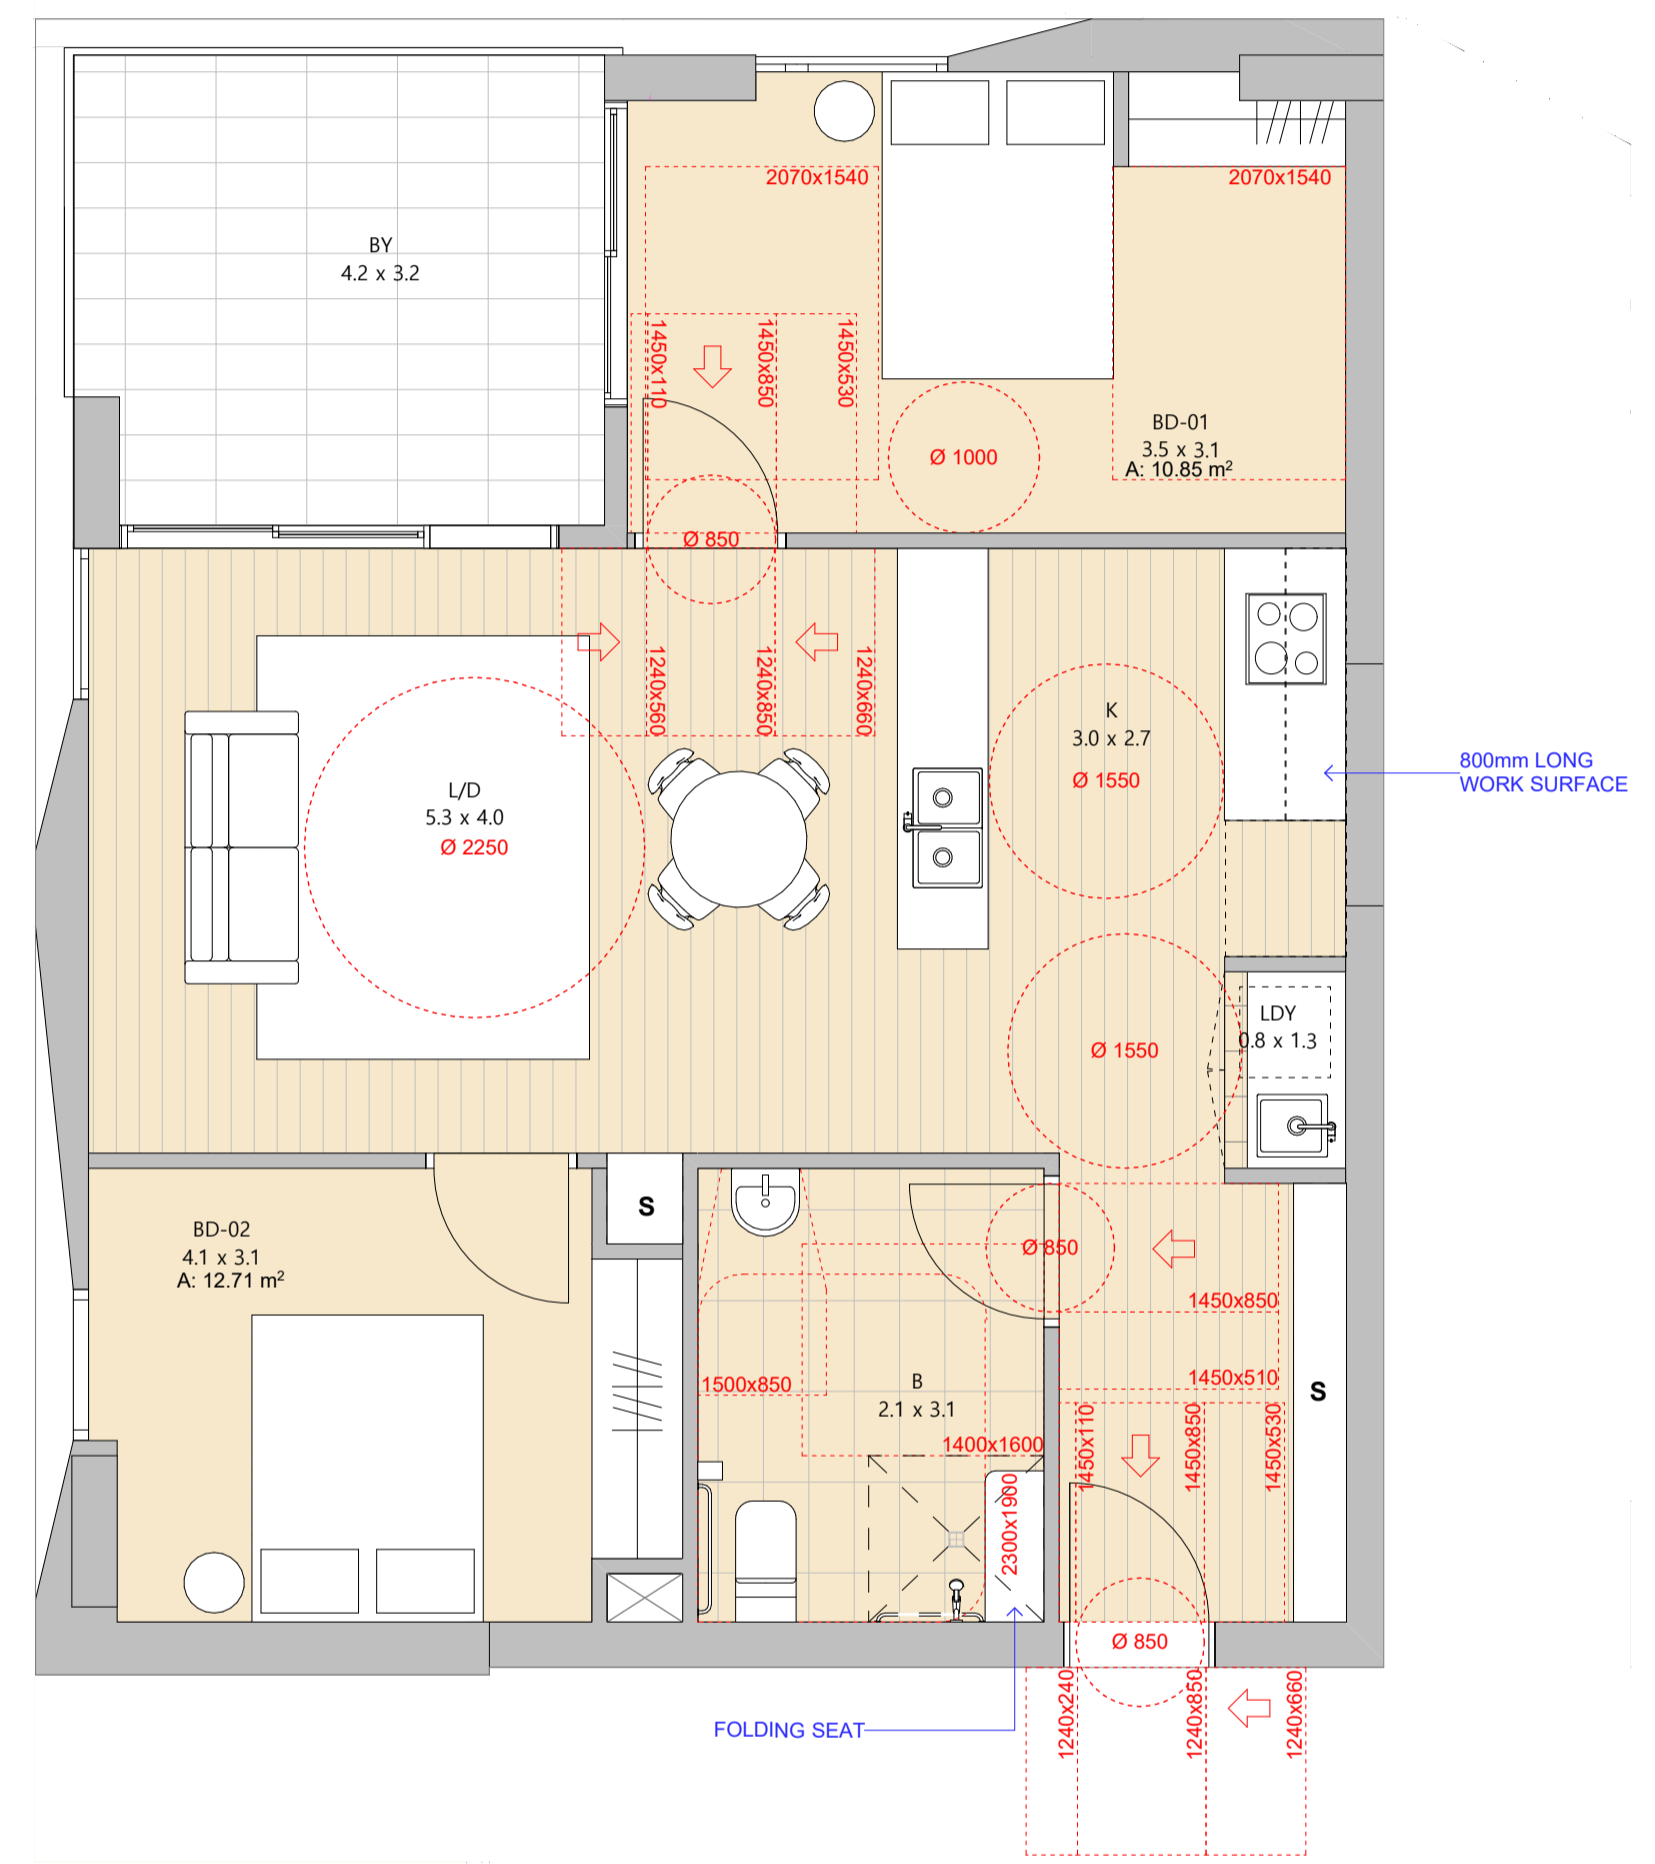 2070x1540
2070x1540
BY
4.2 x 3.2
1450x110
1450x850
1450x530
BD-01
3.5 x 3.1
A: 10.85 m²
Ø 1000
Ø 850
1240x560
1240x850
1240x660
K
3.0 x 2.7
Ø 1550
800mm LONG
WORK SURFACE
L/D
5.3 x 4.0
Ø 2250
LDY
0.8 x 1.3
Ø 1550
S
BD-02
4.1 x 3.1
A: 12.71 m²
Ø 850
1450x850
1500x850
B
2.1 x 3.1
1450x510
S
1400x1600
1450x110
1450x850
1450x530
2300x1900
Ø 850
FOLDING SEAT
1240x240
1240x850
1240x660